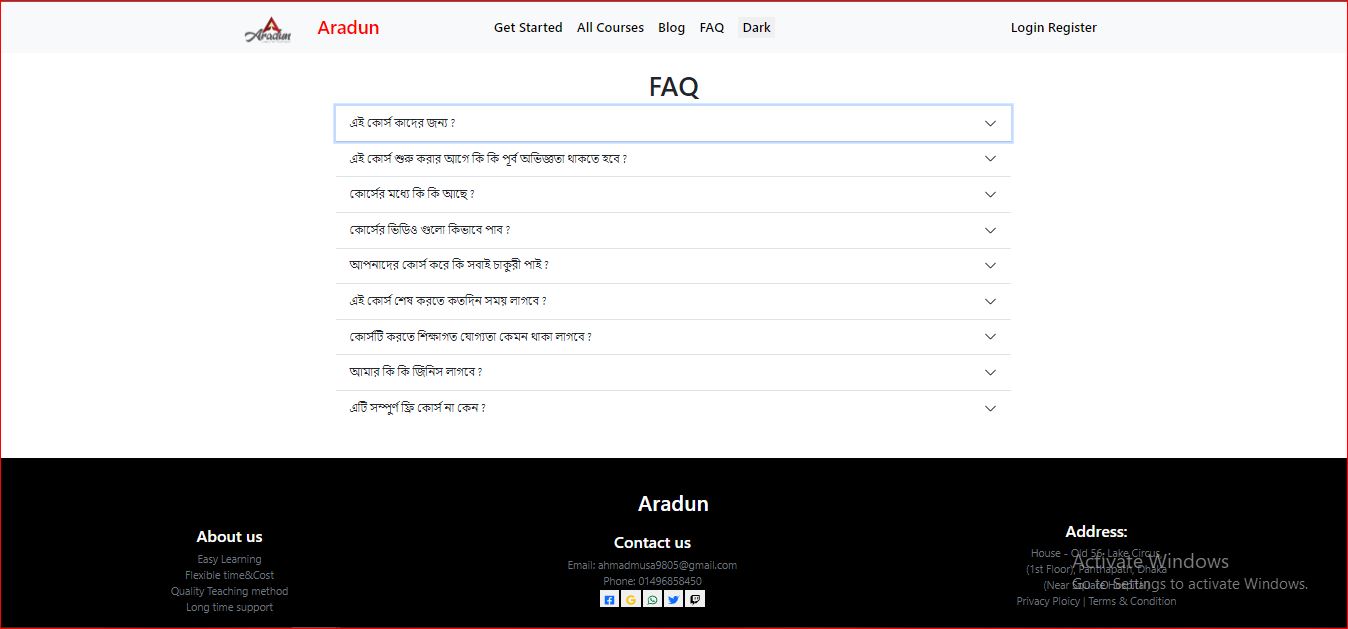 Aradun
Aradun
Get Started
All Courses
Blog
FAQ
Dark
Login Register
FAQ
এই কোর্স কাদের জন্য ?
এই কোর্স শুরু করার আগে কি কি পূর্ব অভিজ্ঞতা থাকতে হবে ?
কোর্সের মধ্যে কি কি আছে ?
কোর্সের ভিডিও গুলো কিভাবে পাব ?
আপনাদের কোর্স করে কি সবাই চাকুরী পাই ?
এই কোর্স শেষ করতে কতদিন সময় লাগবে ?
কোর্সটি করতে শিক্ষাগত যোগ্যতা কেমন থাকা লাগবে ?
আমার কি কি জিনিস লাগবে ?
এটি সম্পুর্ণ ফ্রি কোর্স না কেন ?
Aradun
About us
Easy Learning
Flexible time&Cost
Quality Teaching method
Long time support
Contact us
Email: ahmadmusa9805@gmail.com
Phone: 01496858450
Address:
House - Old 56, Lake Circus
(1st Floor), Panthapath, Dhaka
(Near Square Hospital)
Privacy Ploicy | Terms & Condition
Activate Windows
Go to Settings to activate Windows.